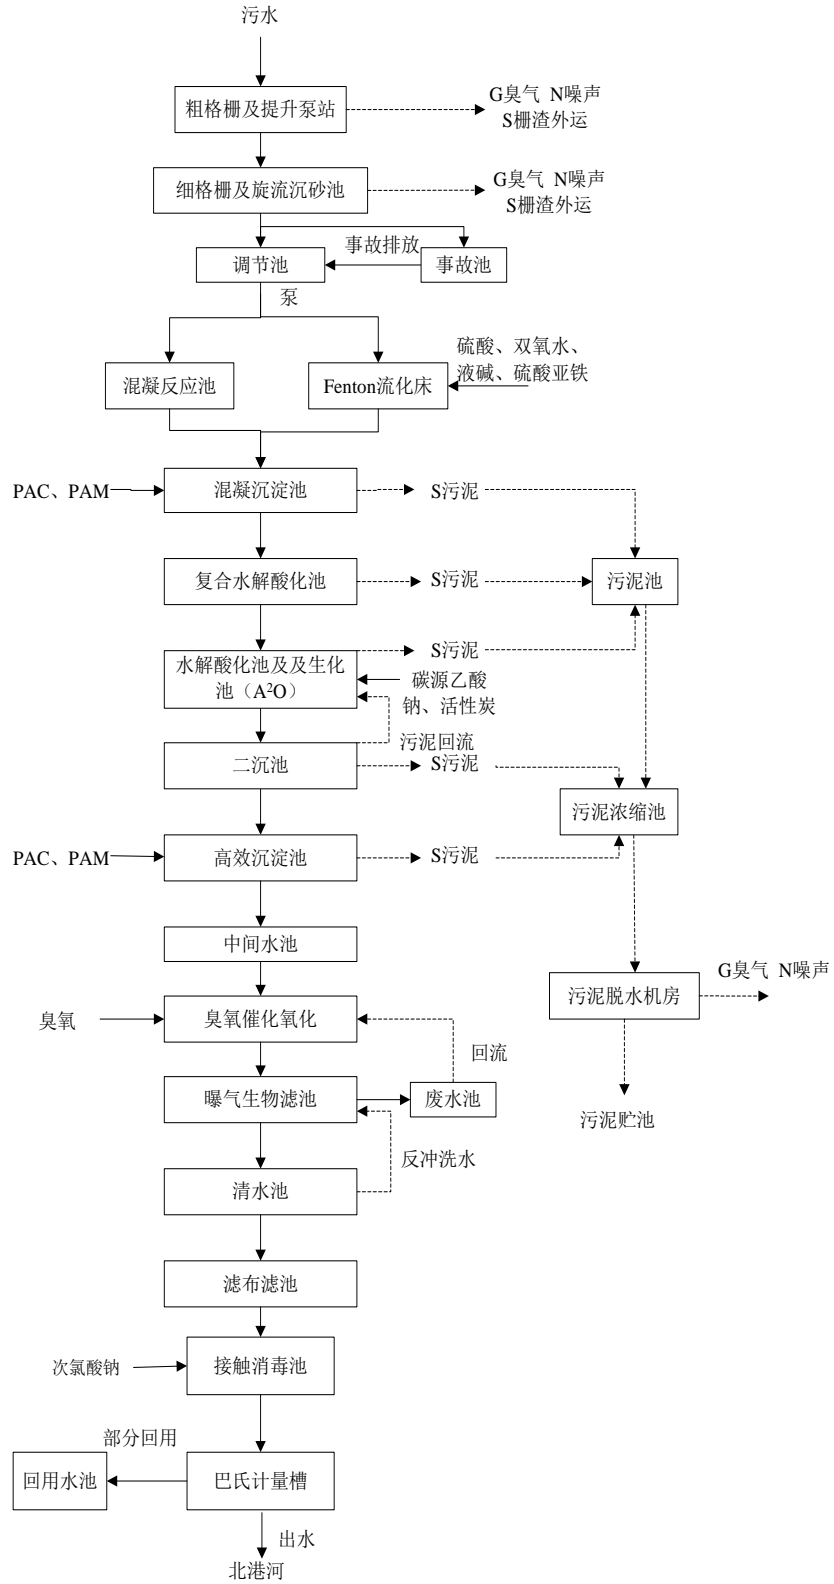 污水
粗格栅及提升泵站
G臭气 N噪声
S栅渣外运
细格栅及旋流沉砂池
G臭气 N噪声
S栅渣外运
事故排放
调节池
事故池
泵
混凝反应池
Fenton流化床
硫酸、双氧水、
液碱、硫酸亚铁
PAC、PAM
混凝沉淀池
S污泥
复合水解酸化池
S污泥
污泥池
水解酸化池及及生化
池（A²O）
S污泥
碳源乙酸
钠、活性炭
污泥回流
二沉池
S污泥
污泥浓缩池
PAC、PAM
高效沉淀池
S污泥
中间水池
污泥脱水机房
G臭气 N噪声
臭氧
臭氧催化氧化
回流
曝气生物滤池
废水池
污泥贮池
反冲洗水
清水池
滤布滤池
次氯酸钠
接触消毒池
部分回用
回用水池
巴氏计量槽
出水
北港河